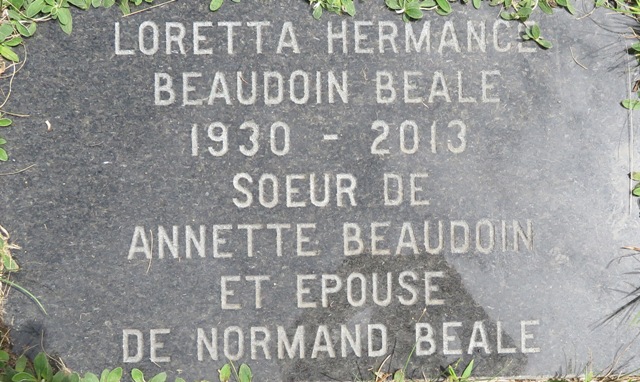 LORETTA HERMANCE
BEAUDOIN BEALE
1930 - 2013
SOEUR DE
ANNETTE BEAUDOIN
ET EPOUSE
DE NORMAND BEALE